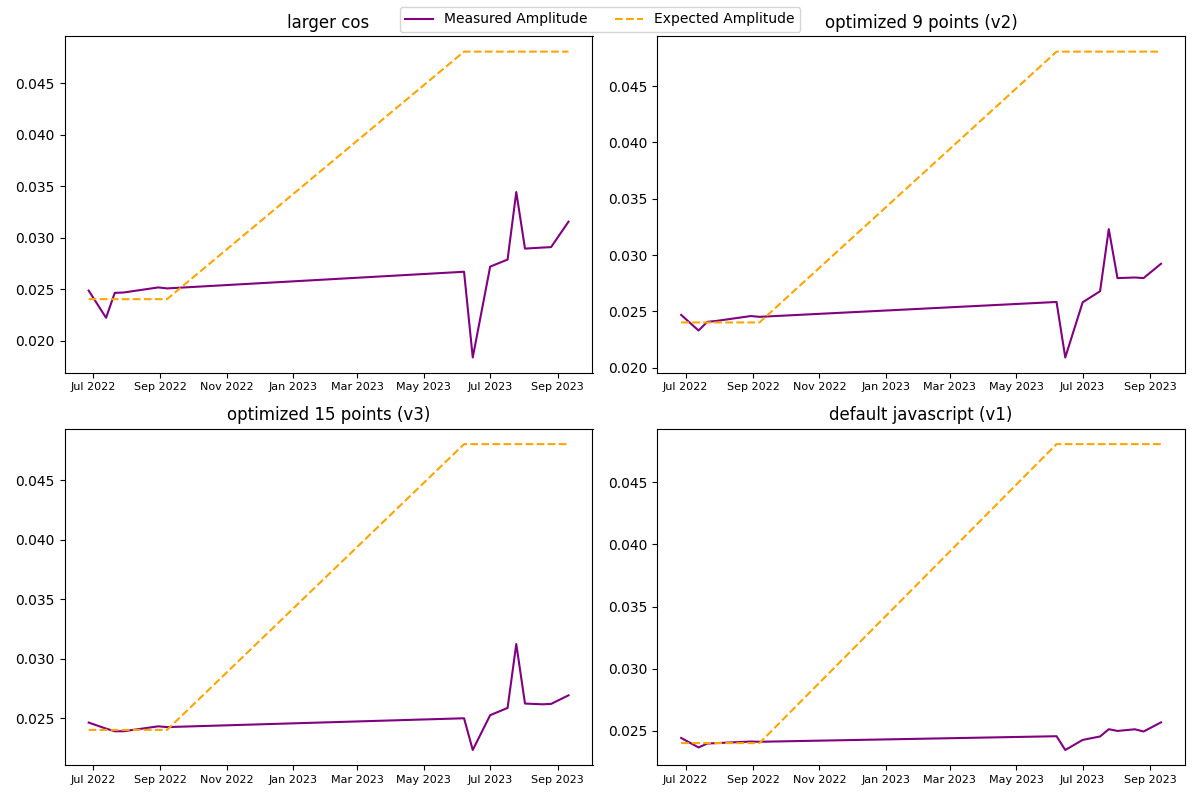 Measured Amplitude Expected Amplitude
larger cos
0.045
0.040
0.035
0.030
0.025
0.020
Jul 2022 Sep 2022 Nov 2022 Jan 2023 Mar 2023 May 2023 Jul 2023 Sep 2023
optimized 9 points (v2)
0.045
0.040
0.035
0.030
0.025
0.020
Jul 2022 Sep 2022 Nov 2022 Jan 2023 Mar 2023 May 2023 Jul 2023 Sep 2023
optimized 15 points (v3)
0.045
0.040
0.035
0.030
0.025
Jul 2022 Sep 2022 Nov 2022 Jan 2023 Mar 2023 May 2023 Jul 2023 Sep 2023
default javascript (v1)
0.045
0.040
0.035
0.030
0.025
Jul 2022 Sep 2022 Nov 2022 Jan 2023 Mar 2023 May 2023 Jul 2023 Sep 2023